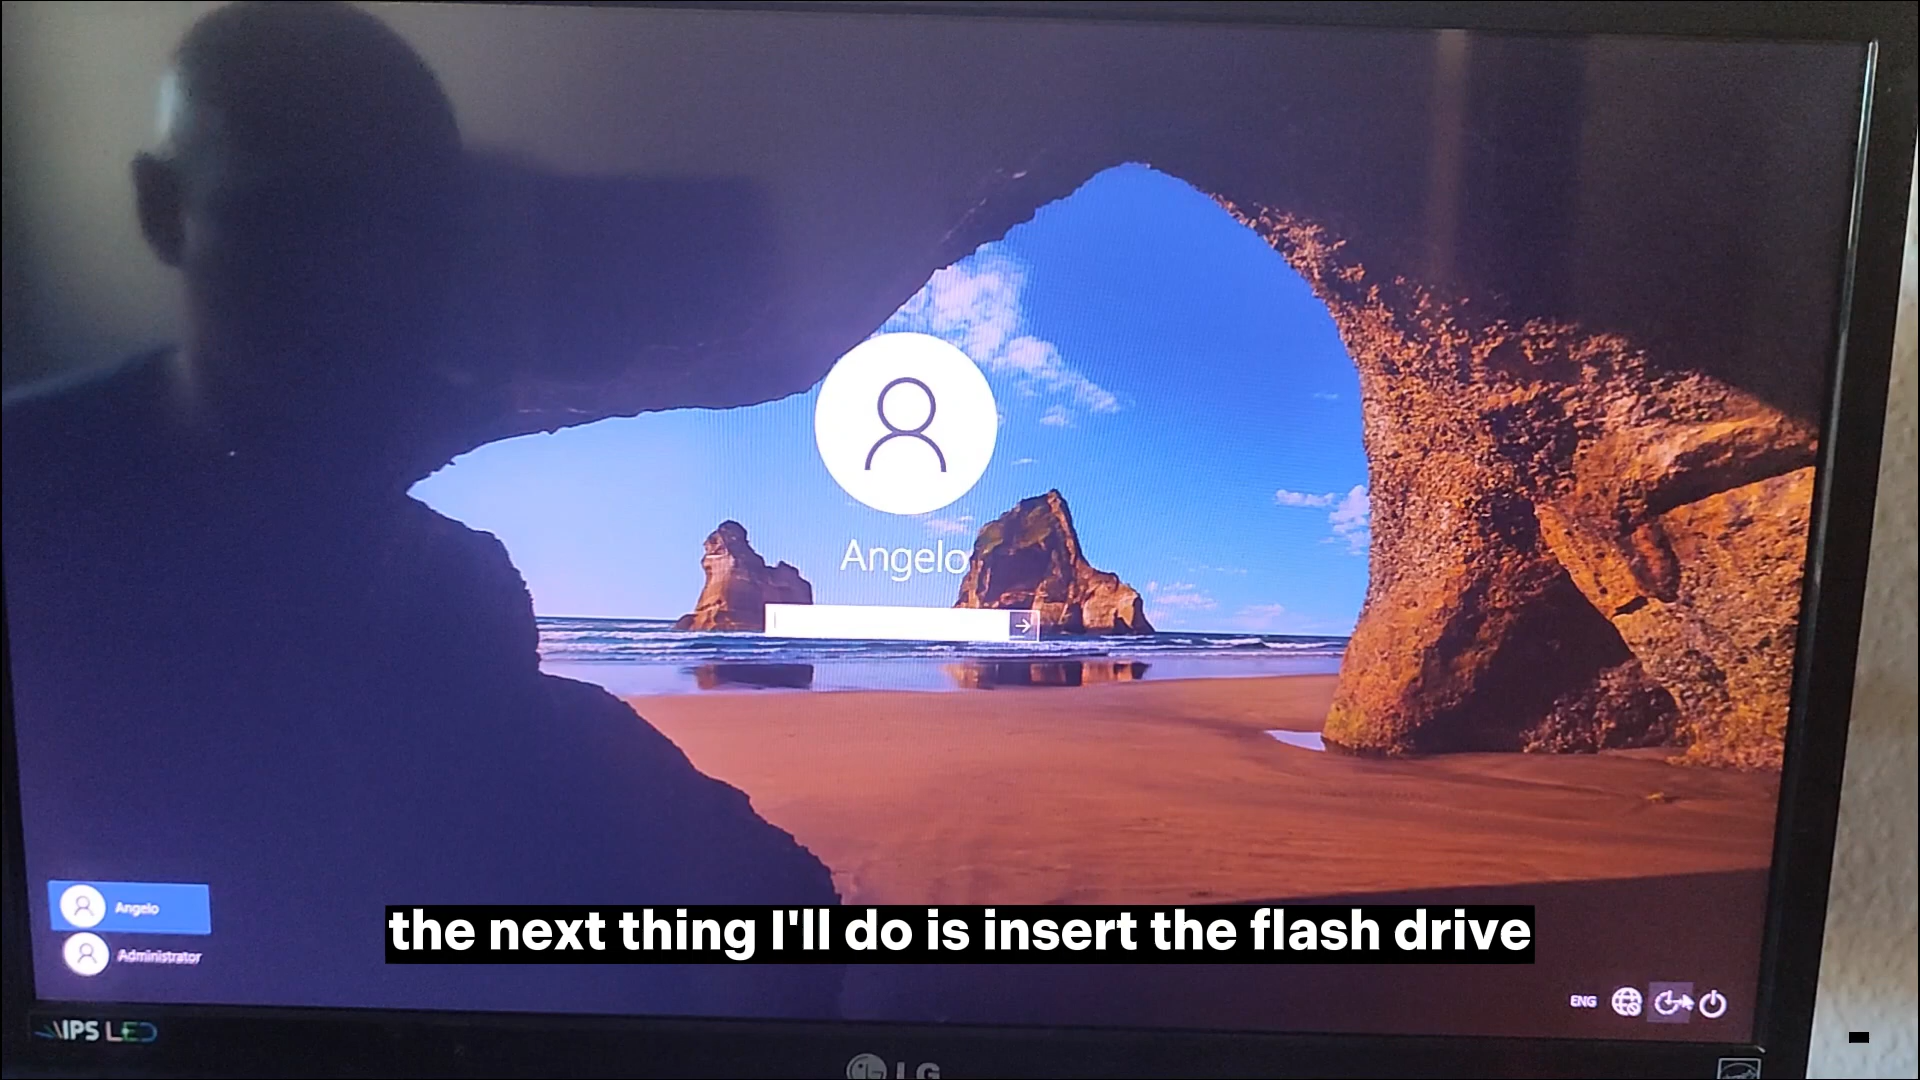 Angelo
Angelo
Administrator
the next thing I'll do is insert the flash drive
ENG
IPS LED
LG